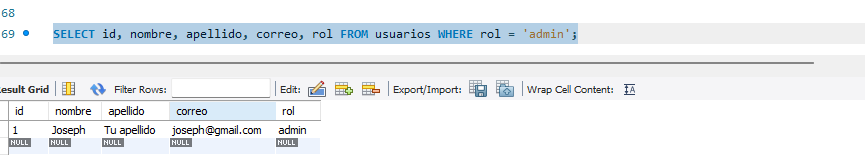 68
69 SELECT id, nombre, apellido, correo, rol FROM usuarios WHERE rol = 'admin';
Result Grid Filter Rows: Edit: Export/Import: Wrap Cell Content: IA
id nombre apellido correo rol
1 Joseph Tu apellido joseph@gmail.com admin
NULL NULL NULL NULL NULL